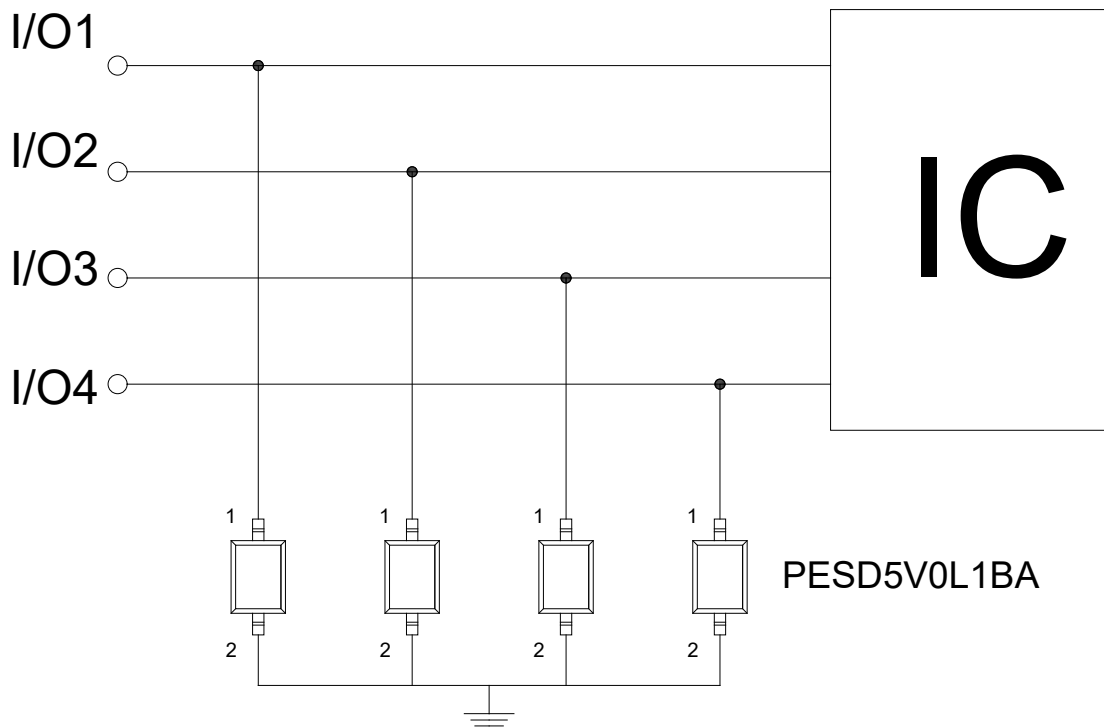 I/O1
I/O2
I/O3
I/O4
IC
1 1 1 1
PESD5V0L1BA
2 2 2 2